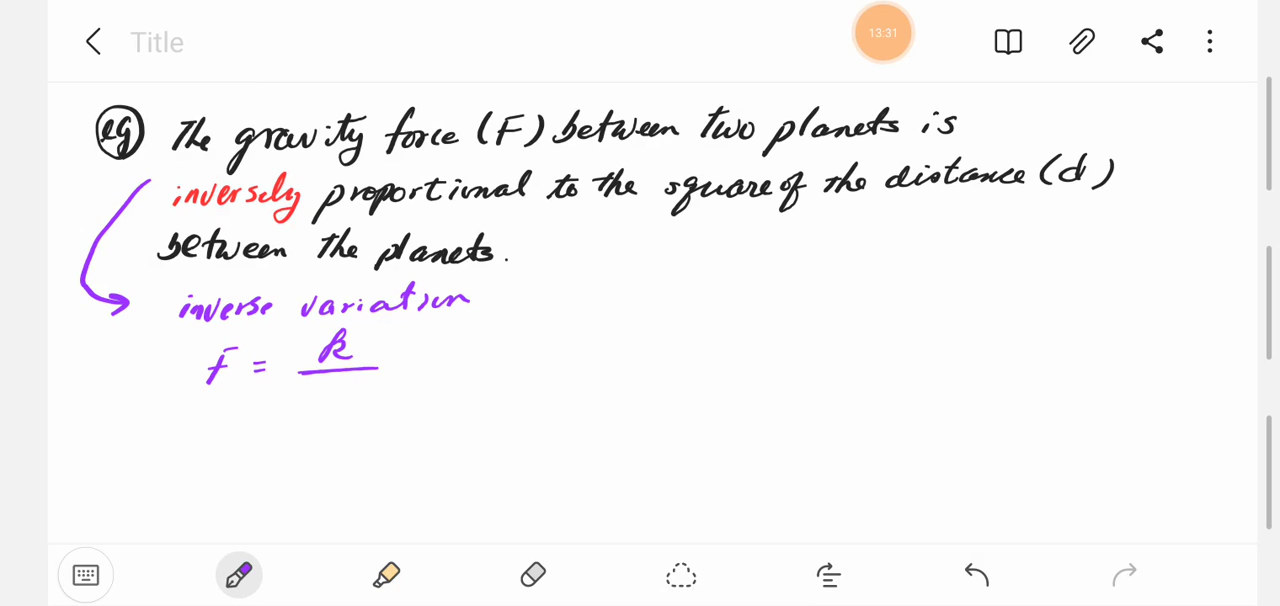 Title
13:31
eg The gravity force (F) between two planets is
inversely proportional to the square of the distance (d)
between the planets.
inverse variation
F = k